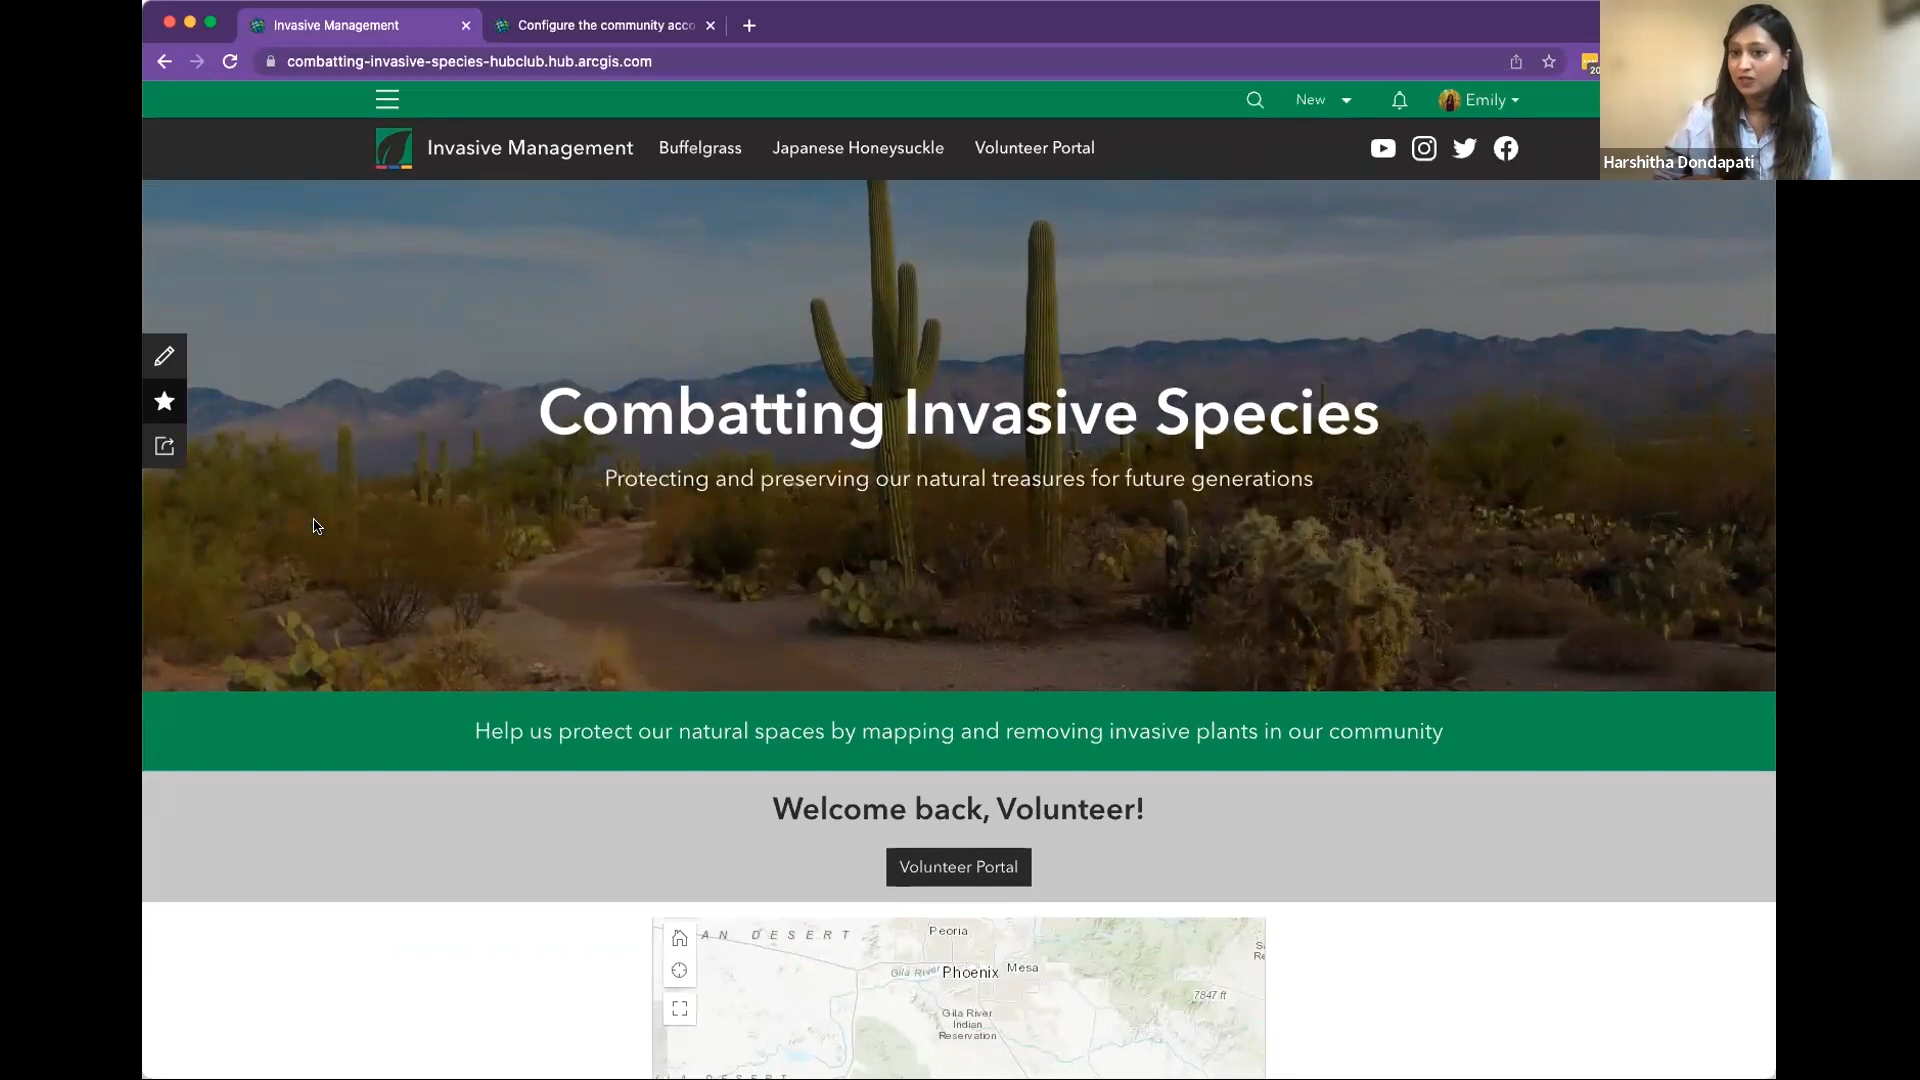 Invasive Management
Configure the community acco
combatting-invasive-species-hubclub.hub.arcgis.com
20
New
Emily
Harshitha Dondapati
Invasive Management
Buffelgrass
Japanese Honeysuckle
Volunteer Portal
Combatting Invasive Species
Protecting and preserving our natural treasures for future generations
Help us protect our natural spaces by mapping and removing invasive plants in our community
Welcome back, Volunteer!
Volunteer Portal
AN DESERT
Peoria
Gila River
Phoenix
Mesa
7847 ft
Gila River
Indian
Reservation